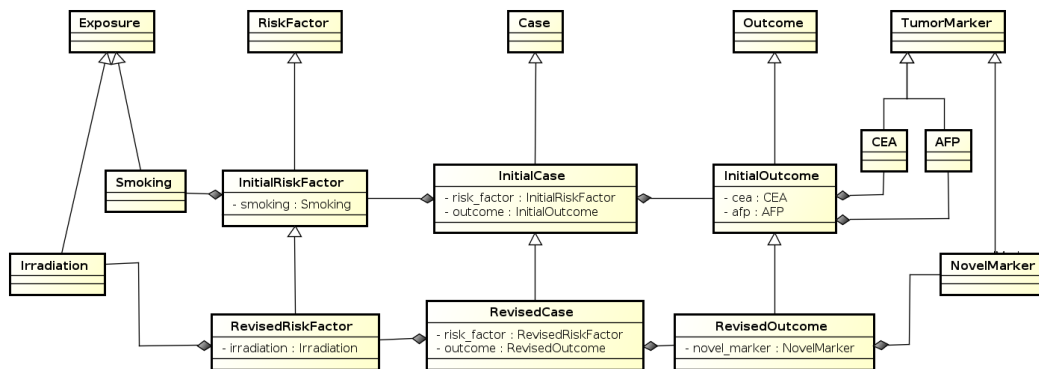 Exposure
RiskFactor
Case
Outcome
TumorMarker
CEA
AFP
Smoking
InitialRiskFactor
- smoking : Smoking
InitialCase
- risk_factor : InitialRiskFactor
- outcome : InitialOutcome
InitialOutcome
- cea : CEA
- afp : AFP
Irradiation
NovelMarker
RevisedRiskFactor
- irradiation : Irradiation
RevisedCase
- risk_factor : RevisedRiskFactor
- outcome : RevisedOutcome
RevisedOutcome
- novel_marker : NovelMarker